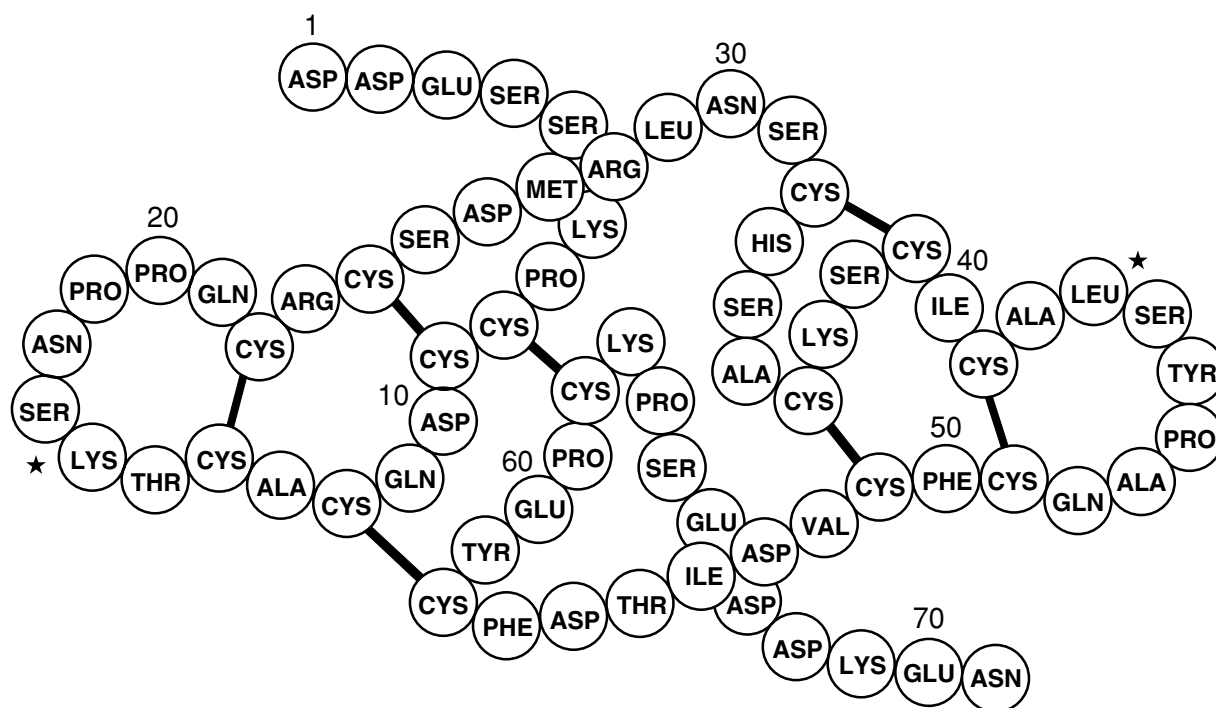 1
ASP
ASP
GLU
SER
SER
LYS
PRO
CYS
CYS
10
ASP
GLN
CYS
ALA
CYS
THR
LYS
★
SER
ASN
PRO
20
PRO
GLN
CYS
ARG
CYS
SER
ASP
MET
ARG
LEU
30
ASN
SER
CYS
HIS
SER
ALA
CYS
LYS
SER
CYS
40
ILE
CYS
ALA
LEU
★
SER
TYR
PRO
ALA
GLN
CYS
50
PHE
CYS
VAL
ASP
ILE
THR
ASP
PHE
CYS
TYR
60
GLU
PRO
CYS
LYS
PRO
SER
GLU
ASP
ASP
LYS
70
GLU
ASN